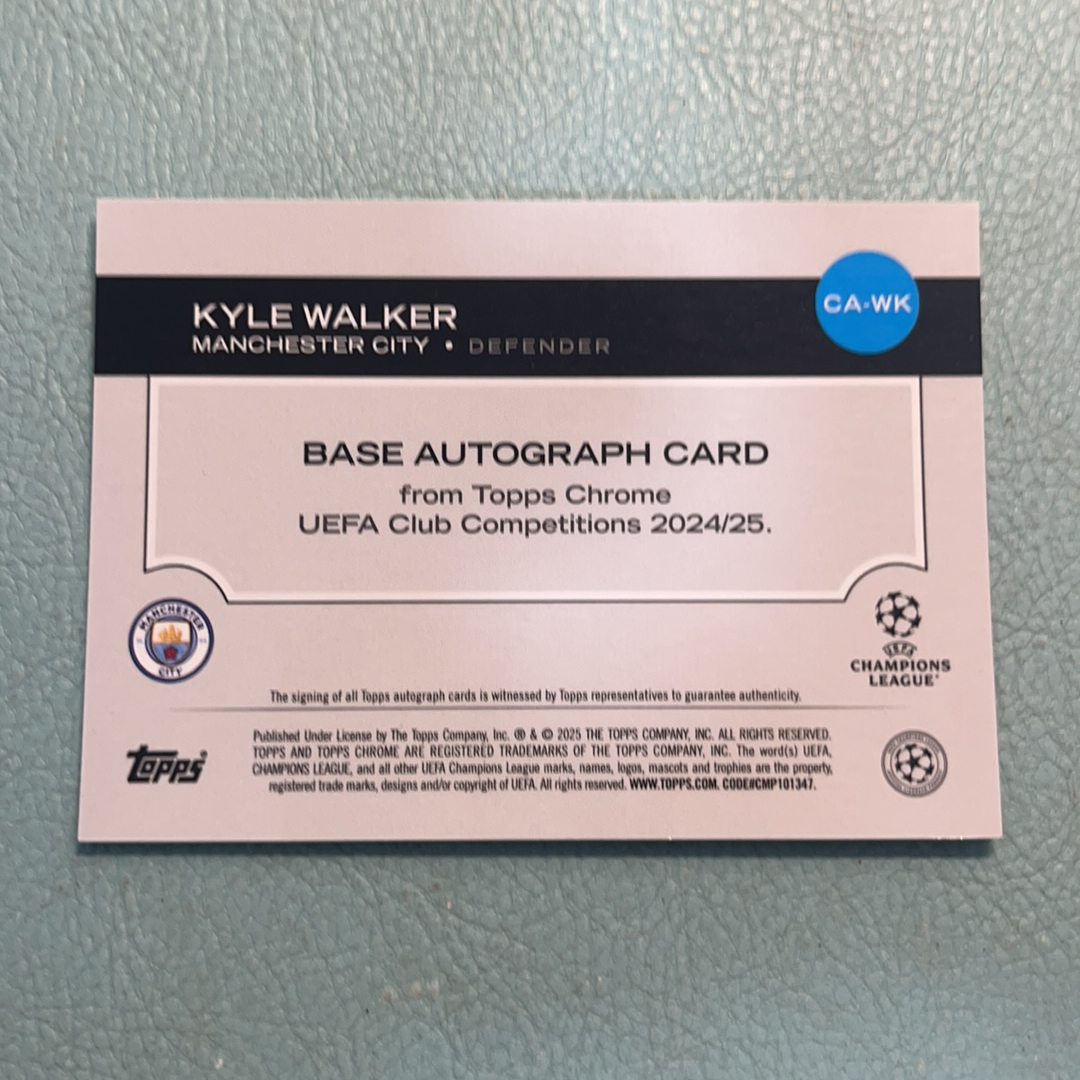 KYLE WALKER
MANCHESTER CITY • DEFENDER
CA-WK
BASE AUTOGRAPH CARD
from Topps Chrome
UEFA Club Competitions 2024/25.
MANCHESTER
CITY
UEFA
CHAMPIONS
LEAGUE
The signing of all Topps autograph cards is witnessed by Topps representatives to guarantee authenticity.
Topps
Published Under License by The Topps Company, Inc. ® & © 2025 THE TOPPS COMPANY, INC. ALL RIGHTS RESERVED.
TOPPS AND TOPPS CHROME ARE REGISTERED TRADEMARKS OF THE TOPPS COMPANY, INC. The word(s) UEFA,
CHAMPIONS LEAGUE, and all other UEFA Champions League marks, names, logos, mascots and trophies are the property,
registered trade marks, designs and/or copyright of UEFA. All rights reserved. WWW.TOPPS.COM. CODE#CMP101347.